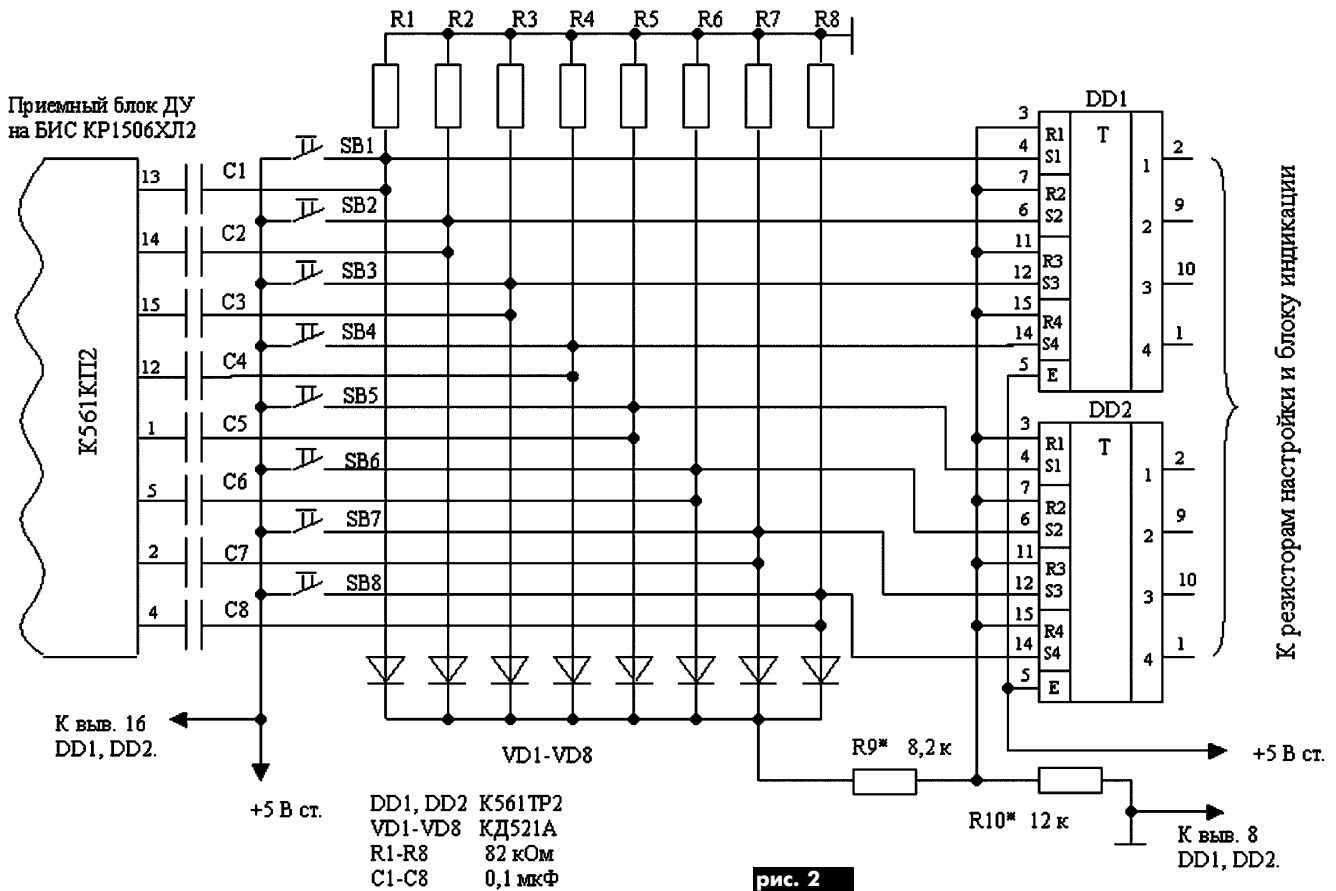 R1 R2 R3 R4 R5 R6 R7 R8
Приемный блок ДУ
на БИС КР1506ХЛ2
К561КП2
13
14
15
12
1
5
2
4
C1
C2
C3
C4
C5
C6
C7
C8
SB1
SB2
SB3
SB4
SB5
SB6
SB7
SB8
DD1
3
4
7
6
11
12
15
14
5
R1
S1
R2
S2
R3
S3
R4
S4
E
T
1
2
3
4
2
9
10
1
DD2
3
4
7
6
11
12
15
14
5
R1
S1
R2
S2
R3
S3
R4
S4
E
T
1
2
3
4
2
9
10
1
К резисторам настройки и блоку индикации
К выв. 16
DD1, DD2.
+5 В ст.
VD1-VD8
R9* 8,2 к
R10* 12 к
+5 В ст.
К выв. 8
DD1, DD2.
DD1, DD2 К561ТР2
VD1-VD8 КД521А
R1-R8 82 кОм
C1-C8 0,1 мкФ
рис. 2